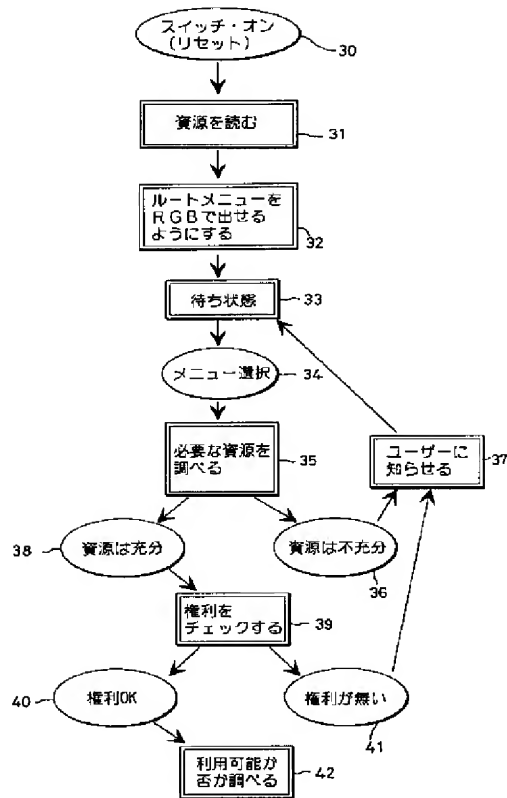 スイッチ・オン
(リセット)
30
資源を読む
31
ルートメニューを
RGBで出せる
ようにする
32
待ち状態
33
メニュー選択
34
必要な資源を
調べる
35
ユーザーに
知らせる
37
38
資源は充分
資源は不充分
36
権利を
チェックする
39
40
権利OK
権利が無い
41
利用可能か
否か調べる
42